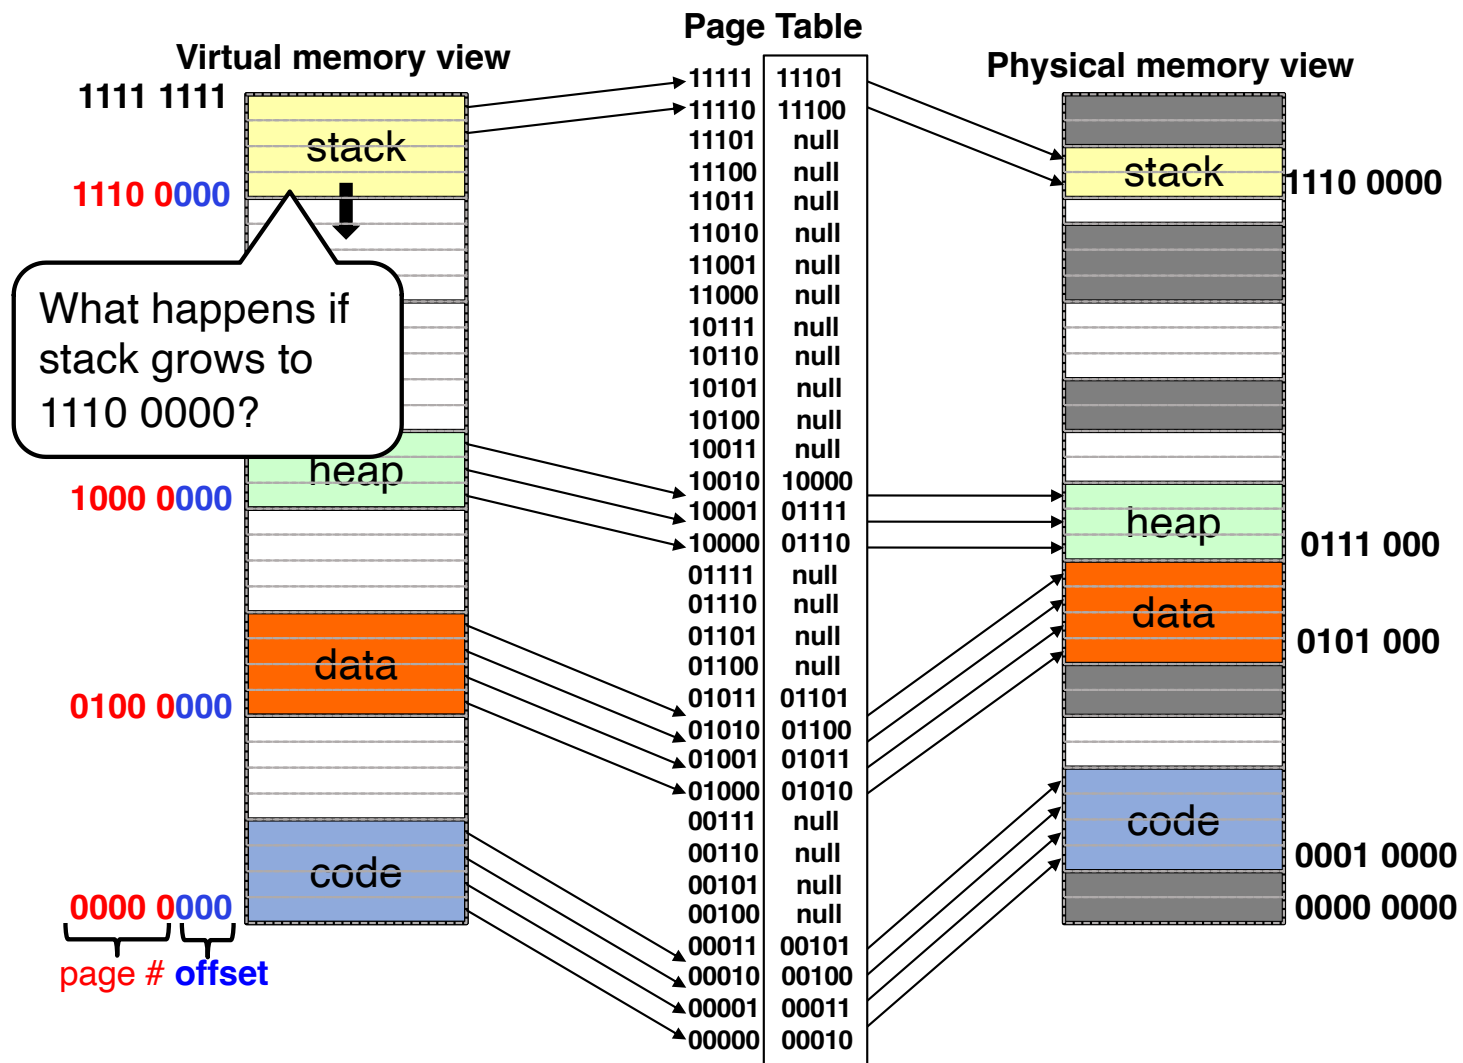 Page Table
Virtual memory view
Physical memory view
1111 1111
stack
1110 0000
What happens if
stack grows to
1110 0000?
heap
1000 0000
data
0100 0000
code
0000 0000
page # offset
11111 11101
11110 11100
11101 null
11100 null
11011 null
11010 null
11001 null
11000 null
10111 null
10110 null
10101 null
10100 null
10011 null
10010 10000
10001 01111
10000 01110
01111 null
01110 null
01101 null
01100 null
01011 01101
01010 01100
01001 01011
01000 01010
00111 null
00110 null
00101 null
00100 null
00011 00101
00010 00100
00001 00011
00000 00010
stack
1110 0000
heap
0111 000
data
0101 000
code
0001 0000
0000 0000